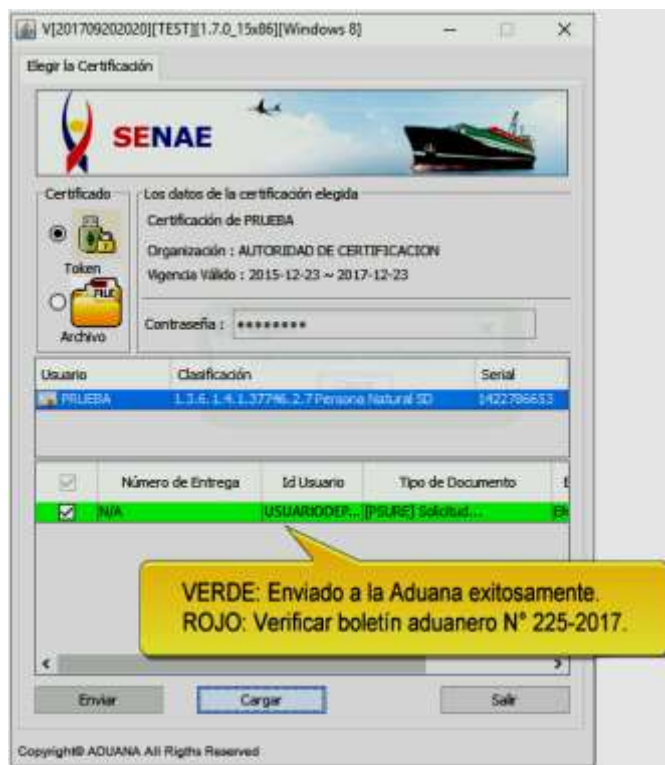 V[201709202020][TEST][1.7.0_15x86][Windows 8]
Elegir la Certificación
SENAE
Certificado
Los datos de la certificación elegida
Certificación de PRUEBA
Organización : AUTORIDAD DE CERTIFICACION
Token
Vigencia Válido : 2015-12-23 ~ 2017-12-23
FILE
Archivo
Contraseña : ********
Usuario Clasificación Serial
PRUEBA 1.3.6.1.4.1.37746.2.7 Persona Natural SD 1422786653
Número de Entrega Id Usuario Tipo de Documento E
N/A USUARIODEP... [PSURE] Solicitud...
VERDE: Enviado a la Aduana exitosamente.
ROJO: Verificar boletín aduanero N° 225-2017.
Enviar Cargar Salir
Copyright© ADUANA All Rigths Reserved